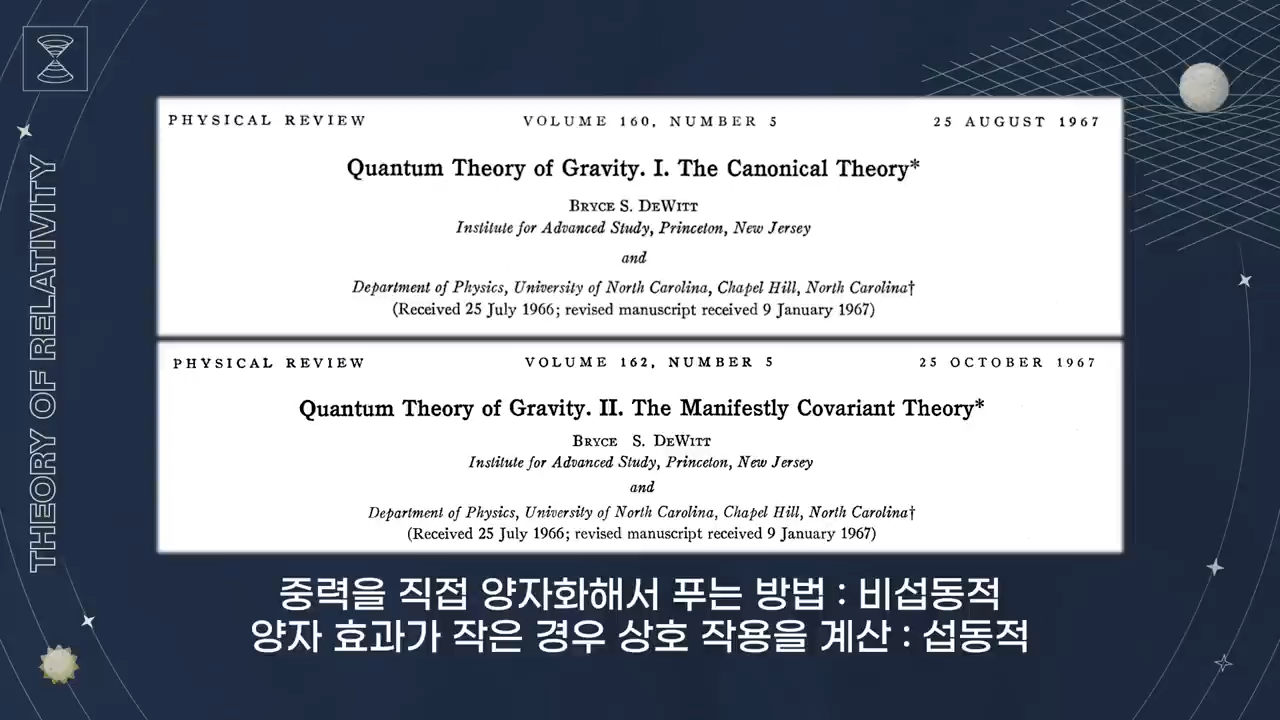 THEORY OF RELATIVITY
PHYSICAL REVIEW VOLUME 160, NUMBER 5 25 AUGUST 1967
Quantum Theory of Gravity. I. The Canonical Theory*
BRYCE S. DEWITT
Institute for Advanced Study, Princeton, New Jersey
and
Department of Physics, University of North Carolina, Chapel Hill, North Carolina†
(Received 25 July 1966; revised manuscript received 9 January 1967)
PHYSICAL REVIEW VOLUME 162, NUMBER 5 25 OCTOBER 1967
Quantum Theory of Gravity. II. The Manifestly Covariant Theory*
BRYCE S. DEWITT
Institute for Advanced Study, Princeton, New Jersey
and
Department of Physics, University of North Carolina, Chapel Hill, North Carolina†
(Received 25 July 1966; revised manuscript received 9 January 1967)
중력을 직접 양자화해서 푸는 방법 : 비섭동적
양자 효과가 작은 경우 상호 작용을 계산 : 섭동적